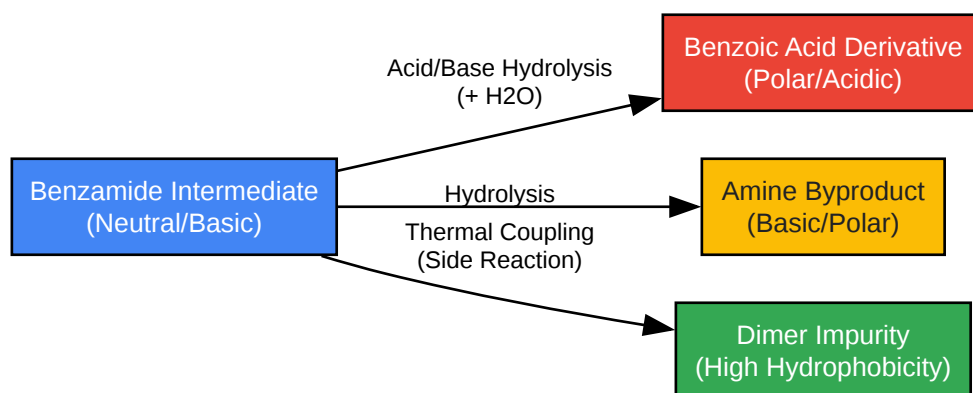 Benzoic Acid Derivative
(Polar/Acidic)
Acid/Base Hydrolysis
(+ H2O)
Benzamide Intermediate
(Neutral/Basic)
Hydrolysis
Amine Byproduct
(Basic/Polar)
Thermal Coupling
(Side Reaction)
Dimer Impurity
(High Hydrophobicity)